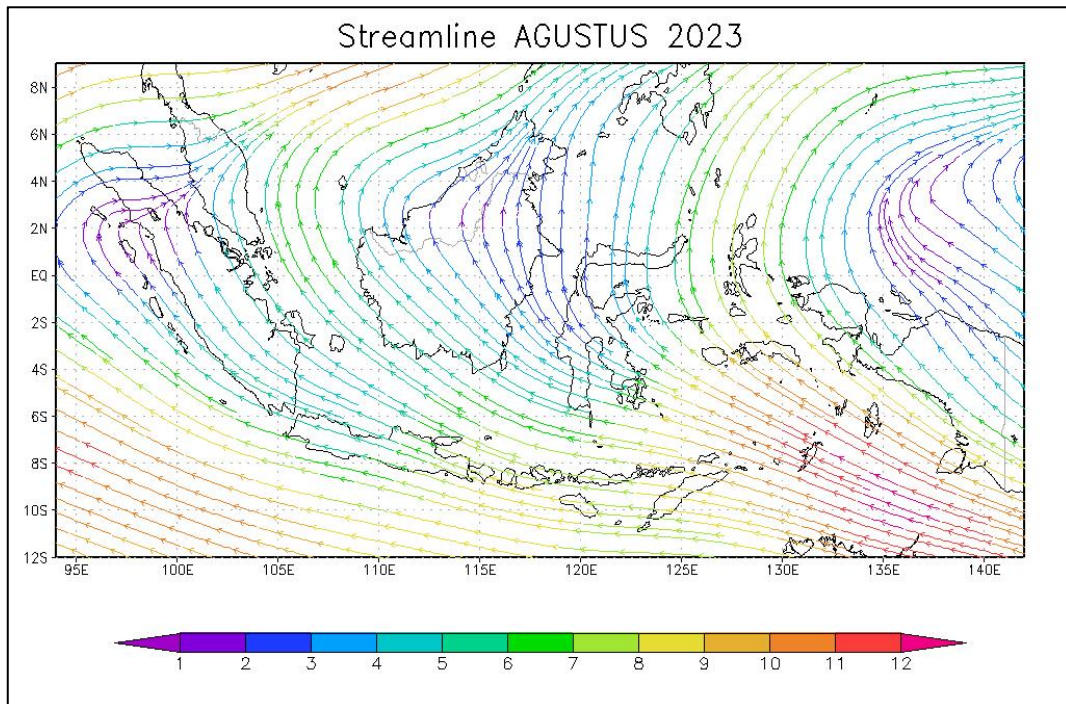 Streamline AGUSTUS 2023
8N
6N
4N
2N
EQ
2S
4S
6S
8S
10S
12S
95E 100E 105E 110E 115E 120E 125E 130E 135E 140E
1 2 3 4 5 6 7 8 9 10 11 12